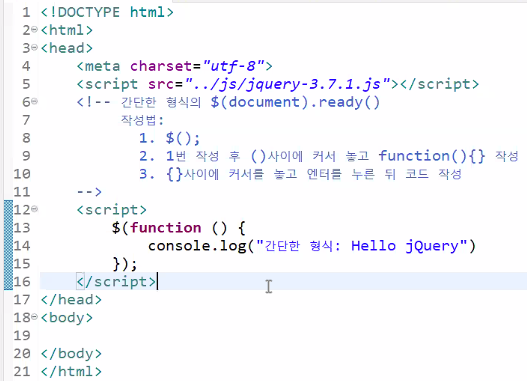 1 <!DOCTYPE html>
2 <html>
3 <head>
4     <meta charset="utf-8">
5     <script src="../js/jquery-3.7.1.js"></script>
6     <!-- 간단한 형식의 $(document).ready()
7          작성법:
8            1. $();
9            2. 1번 작성 후 ()사이에 커서 놓고 function(){} 작성
10           3. {}사이에 커서를 놓고 엔터를 누른 뒤 코드 작성
11    -->
12    <script>
13        $(function () {
14            console.log("간단한 형식: Hello jQuery")
15        });
16    </script>
17 </head>
18 <body>
19
20 </body>
21 </html>